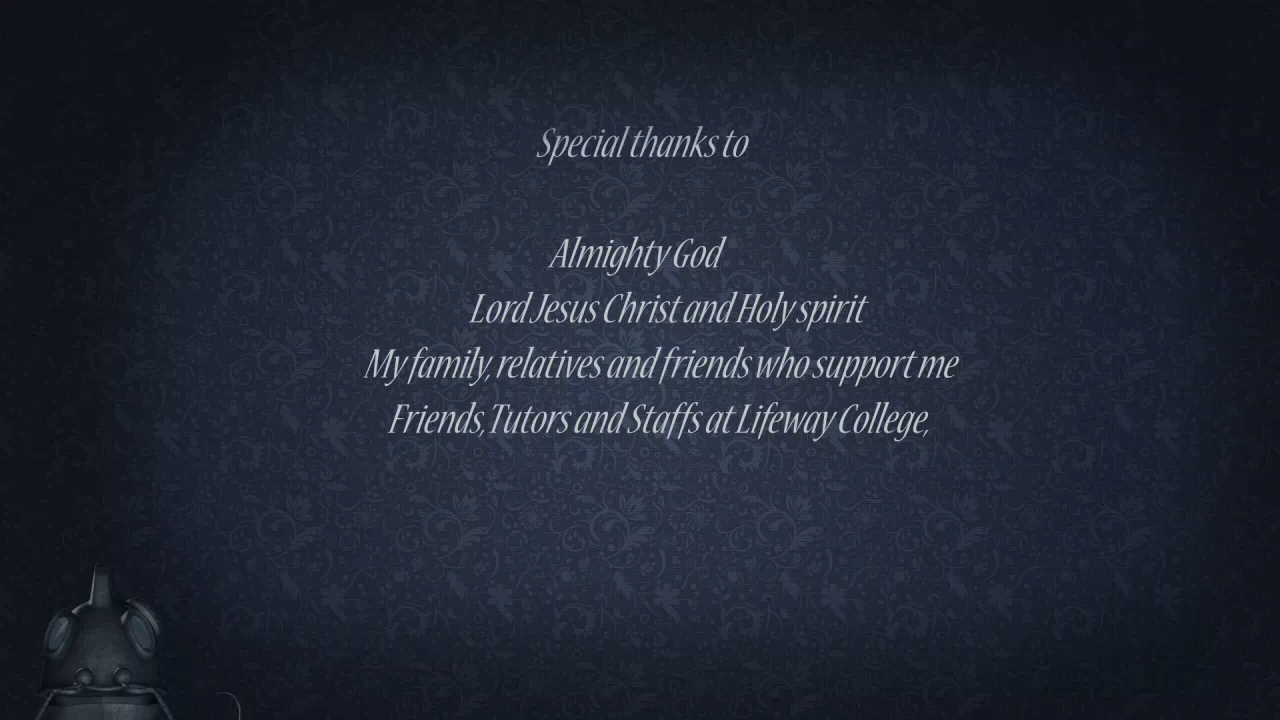 Special thanks to
Almighty God
Lord Jesus Christ and Holy spirit
My family, relatives and friends who support me
Friends, Tutors and Staffs at Lifeway College,